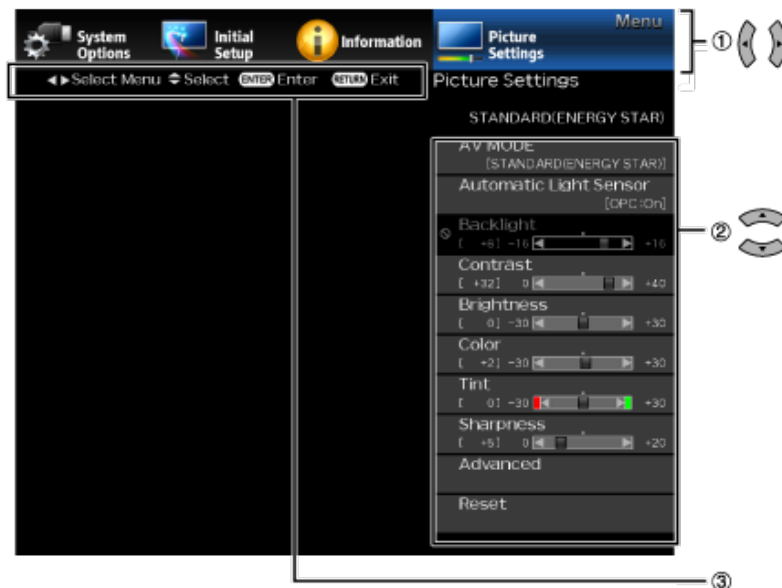 Menu
System Options
Initial Setup
Information
Picture Settings
①
◀▶Select Menu ◆Select ENTER Enter RETURN Exit
Picture Settings
STANDARD(ENERGY STAR)
AV MODE
[STANDARD(ENERGY STAR)]
Automatic Light Sensor
[OPC:On]
②
Backlight
[ +8] -16 +16
Contrast
[ +32] 0 +40
Brightness
[ 0] -30 +30
Color
[ +2] -30 +30
Tint
[ 0] -30 +30
Sharpness
[ +5] 0 +20
Advanced
Reset
③